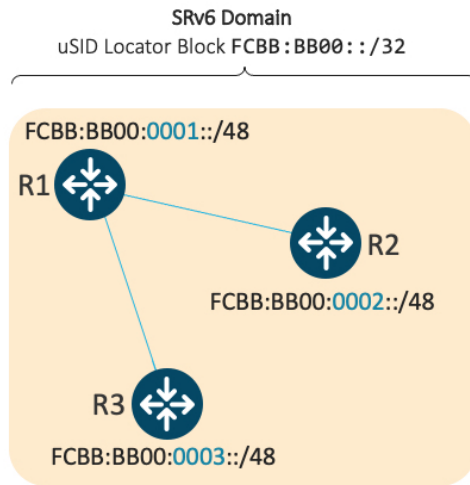 SRv6 Domain
uSID Locator Block FCBB:BB00::/32
FCBB:BB00:0001::/48
R1
R2
FCBB:BB00:0002::/48
R3
FCBB:BB00:0003::/48